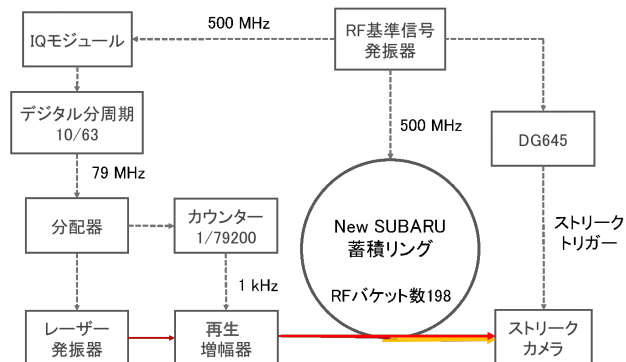 500 MHz
IQモジュール
RF基準信号
発振器
デジタル分周期
10/63
500 MHz
DG645
79 MHz
分配器
カウンター
1/79200
New SUBARU
蓄積リング
ストリーク
トリガー
1 kHz
RFバケット数198
レーザー
発振器
再生
増幅器
ストリーク
カメラ